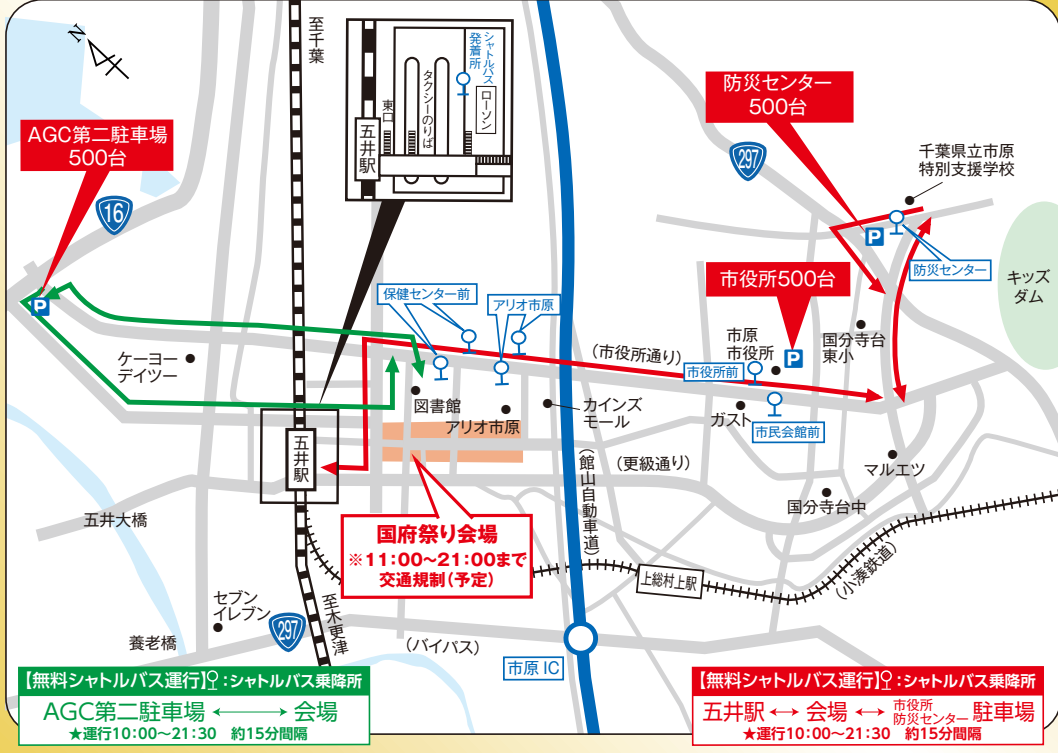 N
至千葉
シャトルバス
発着所
タクシーのりば
ローソン
東口
五井駅
防災センター
500台
AGC第二駐車場
500台
297
千葉県立市原
特別支援学校
16
P
P
防災センター
キッズ
ダム
市役所500台
保健センター前
アリオ市原
(市役所通り)
市原
市役所
P
国分寺台
東小
ケーヨー
デイツー
市役所前
図書館
カインズ
モール
ガスト
市民会館前
アリオ市原
五井駅
(更級通り)
マルエツ
(館山自動車道)
国分寺台中
五井大橋
国府祭り会場
※11:00~21:00まで
交通規制(予定)
上総村上駅
(小湊鉄道)
セブン
イレブン
297
至木更津
養老橋
(バイパス)
市原 IC
【無料シャトルバス運行】:シャトルバス乗降所
AGC第二駐車場 ←→ 会場
★運行10:00~21:30 約15分間隔
【無料シャトルバス運行】:シャトルバス乗降所
五井駅 ↔ 会場 ↔ 市役所 防災センター 駐車場
★運行10:00~21:30 約15分間隔